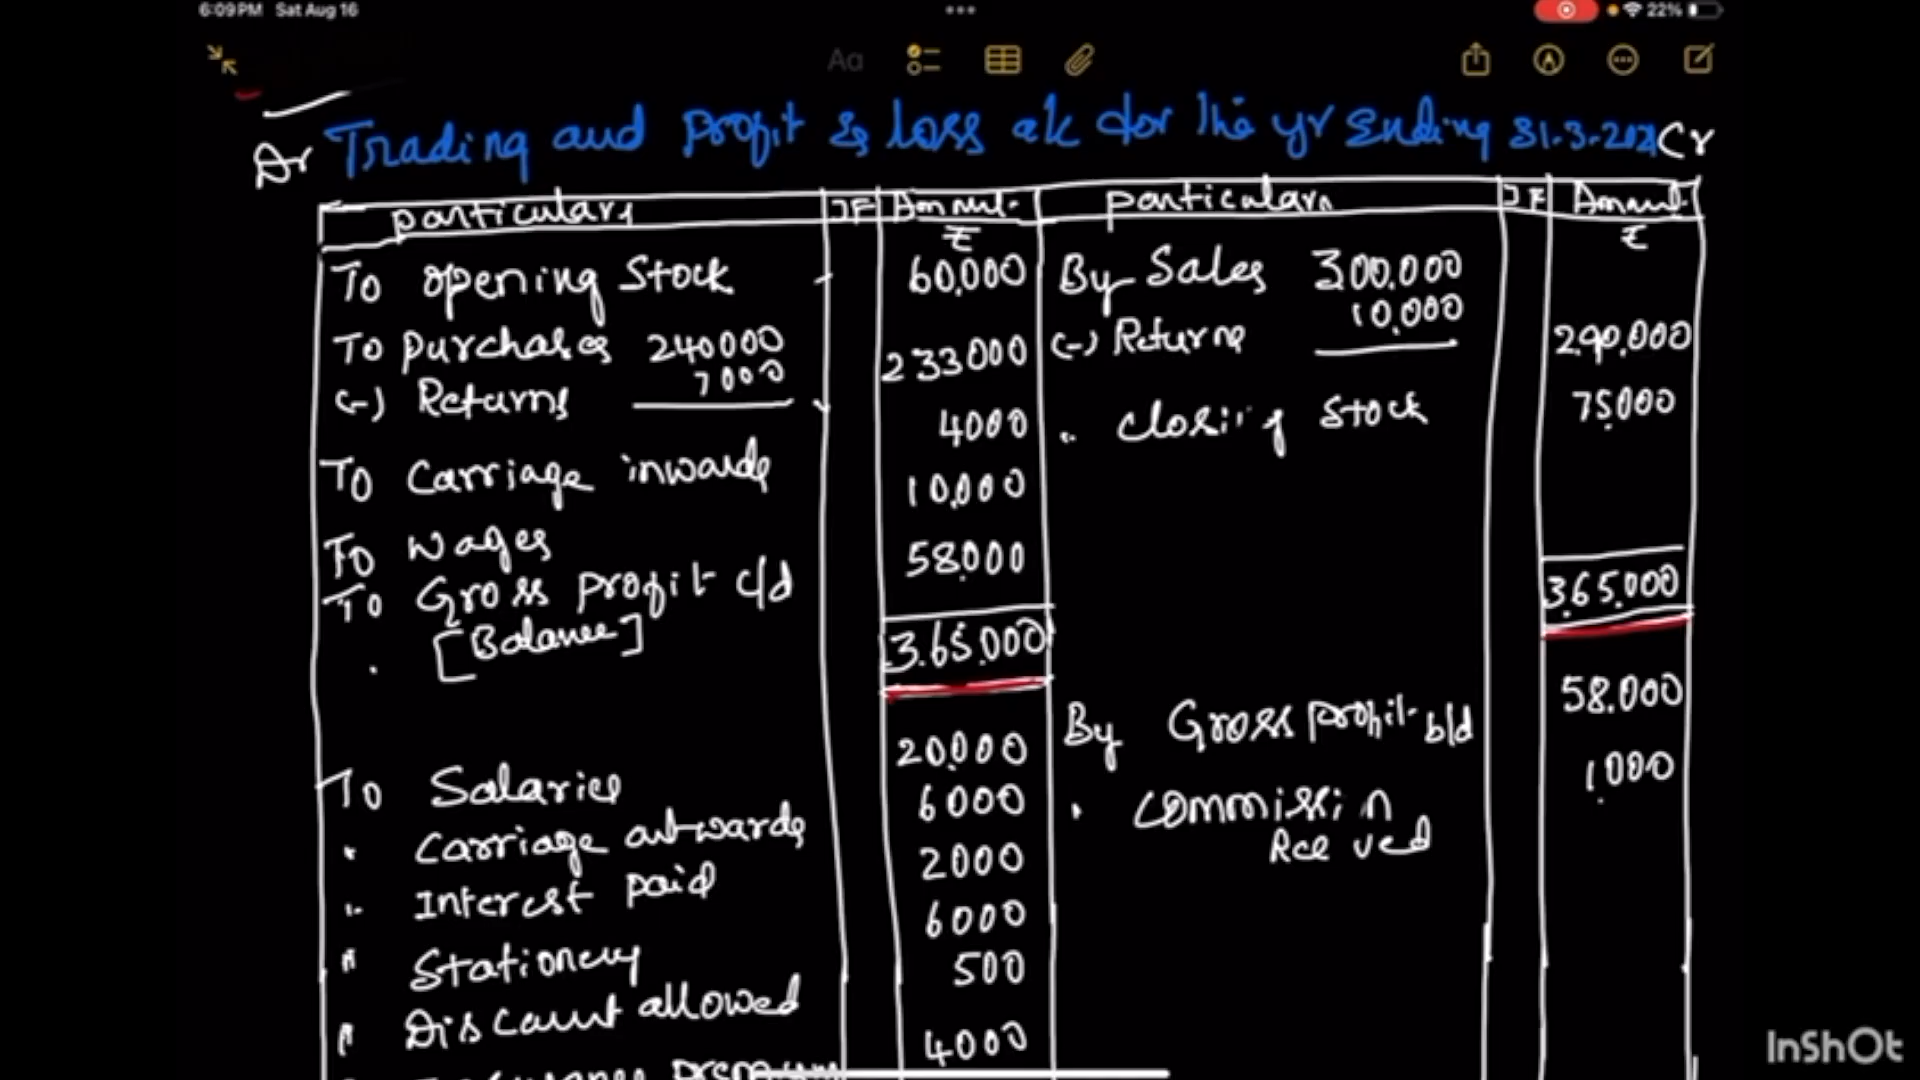 6:09 PM Sat Aug 16
22%
Aa
Dr Trading and Profit & loss a/c for the yr Ending 31-3-202 Cr
particulars JF Amount particulars JF Amount
₹ ₹
To opening Stock 60,000 By Sales 300,000
10,000
To purchases 240000 233000 (-) Returns 290,000
7000
(-) Returns 4000 " closing Stock 75,000
To Carriage inwards 10,000
To wages 58,000
To Gross profit c/d 365,000
[Balance] 3,65,000
58,000
By Gross profit b/d
To Salaries 20,000
1,000
" Carriage outwards 6000 " Commission
Received
" Interest paid 2000
" Stationery 6000
" Discount allowed 500
4000
InShOt